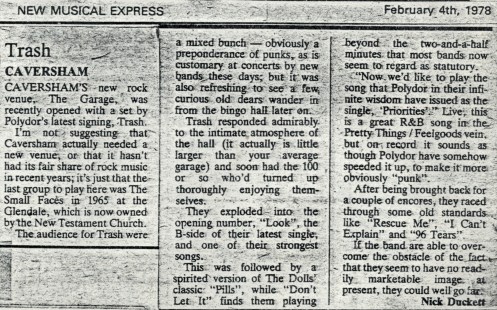 NEW MUSICAL EXPRESS
February 4th, 1978
Trash
CAVERSHAM
CAVERSHAM'S new rock
venue, The Garage, was
recently opened with a set by
Polydor's latest signing, Trash.
I'm not suggesting that
Caversham actually needed a
new venue, or that it hasn't
had its fair share of rock music
in recent years; it's just that the
last group to play here was The
Small Faces in 1965 at the
Glendale, which is now owned
by the New Testament Church.
The audience for Trash were
a mixed bunch — obviously a
preponderance of punks, as is
customary at concerts by new
bands these days; but it was
also refreshing to see a few
curious old dears wander in
from the bingo hall later on.
Trash responded admirably
to the intimate atmosphere of
the hall (it actually is little
larger than your average
garage) and soon had the 100
or so who'd turned up
thoroughly enjoying them-
selves.
They exploded into the
opening number, "Look", the
B-side of their latest single,
and one of their strongest
songs.
This was followed by a
spirited version of The Dolls'
classic "Pills", while "Don't
Let It" finds them playing
beyond the two-and-a-half
minutes that most bands now
seem to regard as statutory.
"Now we'd like to play the
song that Polydor in their infi-
nite wisdom have issued as the
single, 'Priorities'." Live, this
is a great R&B song in the
Pretty Things / Feelgoods vein,
but on record it sounds as
though Polydor have somehow
speeded it up, to make it more
obviously "punk".
After being brought back for
a couple of encores, they raced
through some old standards
like "Rescue Me", "I Can't
Explain" and "96 Tears".
If the band are able to over-
come the obstacle of the fact
that they seem to have no read-
ily marketable image at
present, they could well go far.
Nick Duckett